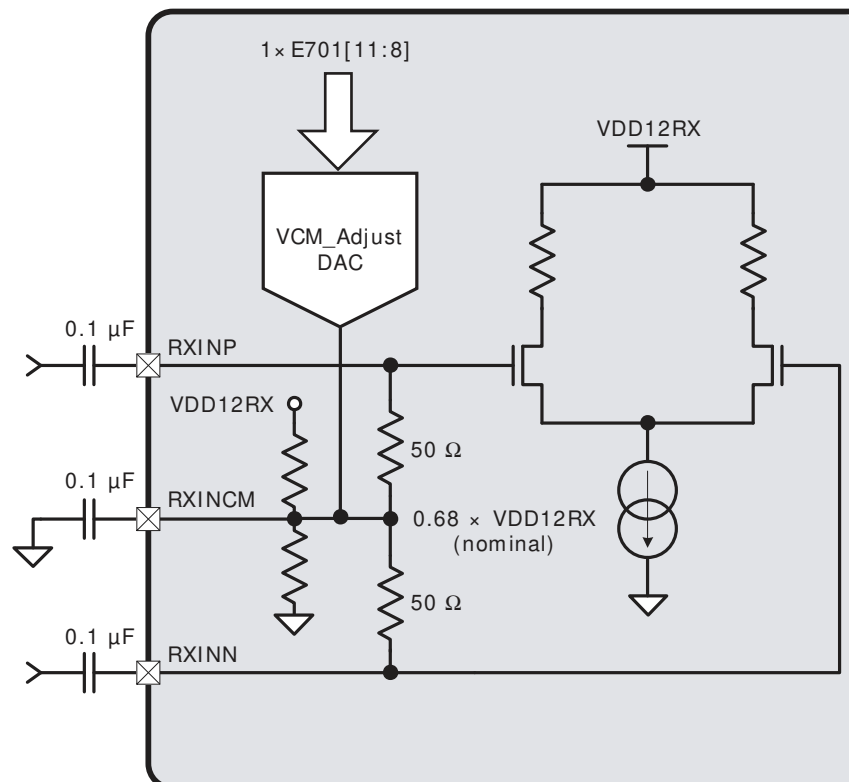 1× E701[11:8]
VDD12RX
VCM_Adjust
DAC
0.1 µF
RXINP
VDD12RX
50 Ω
0.1 µF
RXINCM
0.68 × VDD12RX
(nominal)
50 Ω
0.1 µF
RXINN